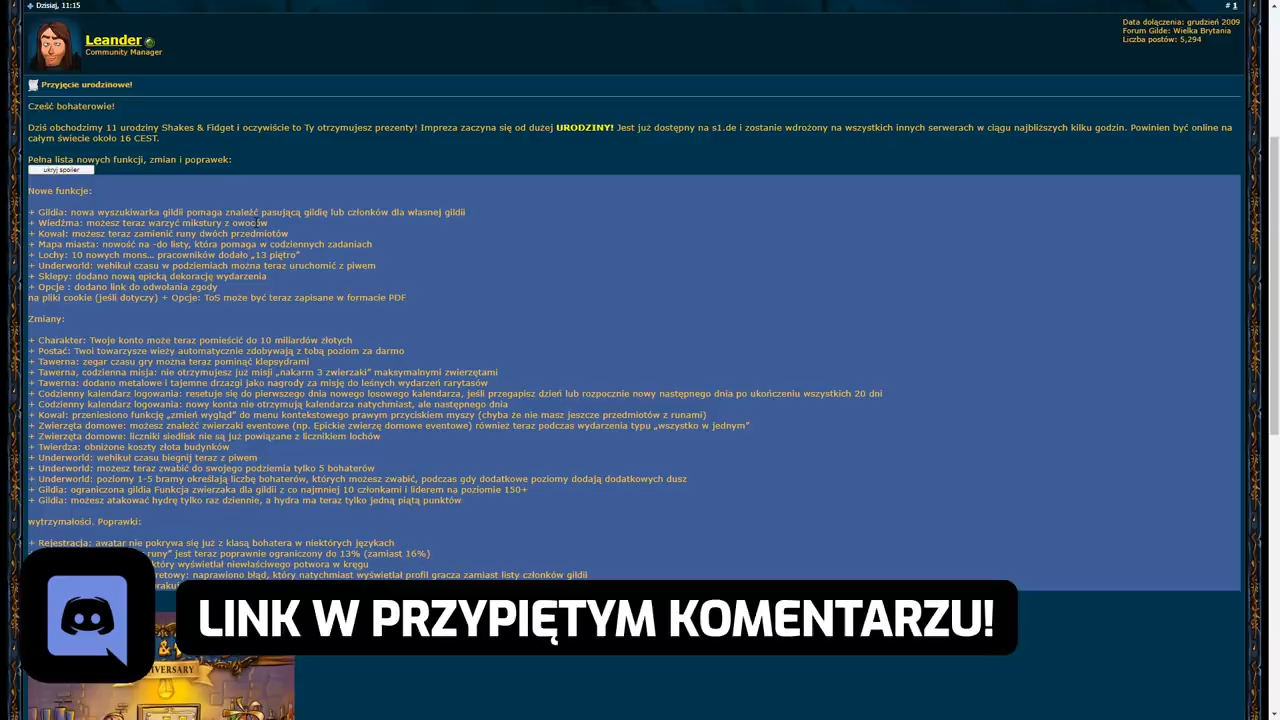 Dzisiaj, 11:15
# 1
Leander
Community Manager
Data dołączenia: grudzień 2009
Forum Gilde: Wielka Brytania
Liczba postów: 5,294
Przyjęcie urodzinowe!
Cześć bohaterowie!
Dziś obchodzimy 11 urodziny Shakes & Fidget i oczywiście to Ty otrzymujesz prezenty! Impreza zaczyna się od dużej URODZINY! Jest już dostępny na s1.de i zostanie wdrożony na wszystkich innych serwerach w ciągu najbliższych kilku godzin. Powinien być online na
całym świecie około 16 CEST.
Pełna lista nowych funkcji, zmian i poprawek:
ukryj spoiler
Nowe funkcje:
+ Gildia: nowa wyszukiwarka gildii pomaga znaleźć pasującą gildię lub członków dla własnej gildii
+ Wiedźma: możesz teraz warzyć mikstury z owoców
+ Kowal: możesz teraz zamienić runy dwóch przedmiotów
+ Mapa miasta: nowość na -do listy, która pomaga w codziennych zadaniach
+ Lochy: 10 nowych mons... pracowników dodało „13 piętro"
+ Underworld: wehikuł czasu w podziemiach można teraz uruchomić z piwem
+ Sklepy: dodano nową epicką dekorację wydarzenia
+ Opcje : dodano link do odwołania zgody
na pliki cookie (jeśli dotyczy) + Opcje: ToS może być teraz zapisane w formacie PDF
Zmiany:
+ Charakter: Twoje konto może teraz pomieścić do 10 miliardów złotych
+ Postać: Twoi towarzysze wieży automatycznie zdobywają z tobą poziom za darmo
+ Tawerna: zegar czasu gry można teraz pominąć klepsydrami
+ Tawerna, codzienna misja: nie otrzymujesz już misji „nakarm 3 zwierzaki" maksymalnymi zwierzętami
+ Tawerna: dodano metalowe i tajemne drzazgi jako nagrody za misję do leśnych wydarzeń rarytasów
+ Codzienny kalendarz logowania: resetuje się do pierwszego dnia nowego losowego kalendarza, jeśli przegapisz dzień lub rozpocznie nowy następnego dnia po ukończeniu wszystkich 20 dni
+ Codzienny kalendarz logowania: nowy konta nie otrzymują kalendarza natychmiast, ale następnego dnia
+ Kowal: przeniesiono funkcję „zmień wygląd" do menu kontekstowego prawym przyciskiem myszy (chyba że nie masz jeszcze przedmiotów z runami)
+ Zwierzęta domowe: możesz znaleźć zwierzaki eventowe (np. Epickie zwierzę domowe eventowe) również teraz podczas wydarzenia typu „wszystko w jednym"
+ Zwierzęta domowe: liczniki siedlisk nie są już powiązane z licznikiem lochów
+ Twierdza: obniżone koszty złota budynków
+ Underworld: wehikuł czasu biegnij teraz z piwem
+ Underworld: możesz teraz zwabić do swojego podziemia tylko 5 bohaterów
+ Underworld: poziomy 1-5 bramy określają liczbę bohaterów, których możesz zwabić, podczas gdy dodatkowe poziomy dodają dodatkowych dusz
+ Gildia: ograniczona gildia Funkcja zwierzaka dla gildii z co najmniej 10 członkami i liderem na poziomie 150+
+ Gildia: możesz atakować hydrę tylko raz dziennie, a hydra ma teraz tylko jedną piątą punktów
wytrzymałości. Poprawki:
+ Rejestracja: awatar nie pokrywa się już z klasą bohatera w niektórych językach
runy" jest teraz poprawnie ograniczony do 13% (zamiast 16%)
który wyświetlał niewłaściwego potwora w kręgu
retowy: naprawiono błąd, który natychmiast wyświetlał profil gracza zamiast listy członków gildii
LINK W PRZYPIĘTYM KOMENTARZU!